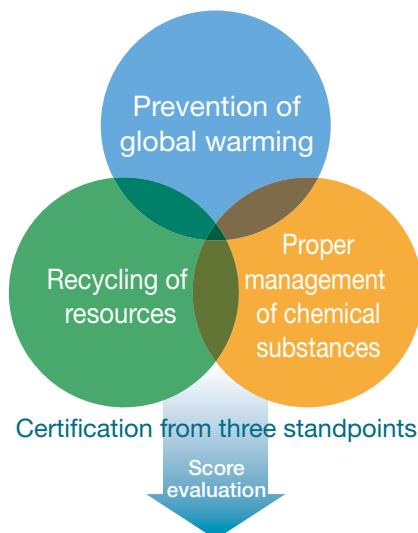 Prevention of
global warming
Recycling of
resources
Proper
management
of chemical
substances
Certification from three standpoints
Score
evaluation